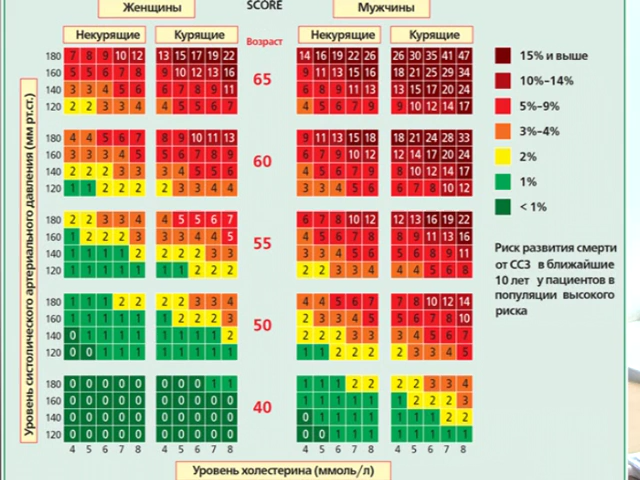 Женщины SCORE Мужчины
Некурящие Курящие Возраст Некурящие Курящие
180 7 8 9 10 12 13 15 17 19 22 14 16 19 22 26 26 30 35 41 47
160 5 5 6 7 8 9 10 12 13 16 9 11 13 15 16 18 21 25 29 34
65
140 3 3 4 5 6 6 7 8 9 11 6 8 9 11 13 13 15 17 20 24
120 2 2 3 3 4 4 5 5 6 7 4 5 6 7 9 9 10 12 14 17
180 4 4 5 6 7 8 9 10 11 13 9 11 13 15 18 18 21 24 28 33
160 3 3 3 4 5 5 6 7 8 9 6 7 9 10 12 12 14 17 20 24
60
140 2 2 2 3 3 3 4 5 5 6 4 5 6 7 9 8 10 12 14 17
120 1 1 2 2 2 2 3 3 4 4 3 3 4 5 6 6 7 8 10 12
180 2 2 3 3 4 4 5 5 6 7 6 7 8 10 12 12 13 16 19 22
160 1 2 2 2 3 3 3 4 4 5 4 5 6 7 8 8 9 11 13 16
55
140 1 1 1 1 2 2 2 2 3 3 3 3 4 5 6 5 6 8 9 11
120 1 1 1 1 1 1 1 2 2 2 2 2 3 3 4 4 4 5 6 8
180 1 1 1 2 2 2 2 3 3 4 4 4 5 6 7 7 8 10 12 14
160 1 1 1 1 1 1 2 2 2 3 2 3 3 4 5 5 6 7 8 10
50
140 0 1 1 1 1 1 1 1 1 2 2 2 2 3 3 3 4 5 6 7
120 0 0 1 1 1 1 1 1 1 1 1 1 2 2 2 2 3 3 4 5
180 0 0 0 0 0 0 0 0 1 1 1 1 1 2 2 2 2 3 3 4
160 0 0 0 0 0 0 0 0 0 0 1 1 1 1 1 1 2 2 2 3
40
140 0 0 0 0 0 0 0 0 0 0 0 1 1 1 1 1 1 1 2 2
120 0 0 0 0 0 0 0 0 0 0 0 0 1 1 1 1 1 1 1 1
4 5 6 7 8 4 5 6 7 8 4 5 6 7 8 4 5 6 7 8
Уровень систолического артериального давления (мм рт.ст.)
Уровень холестерина (ммоль/л)
15% и выше
10%–14%
5%–9%
3%–4%
2%
1%
< 1%
Риск развития смерти
от ССЗ в ближайшие
10 лет у пациентов в
популяции высокого
риска